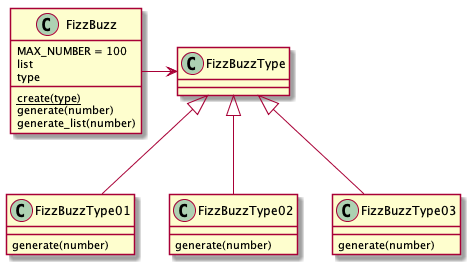 C FizzBuzz
MAX_NUMBER = 100
list
type
create(type)
generate(number)
generate_list(number)
C FizzBuzzType
C FizzBuzzType01
generate(number)
C FizzBuzzType02
generate(number)
C FizzBuzzType03
generate(number)